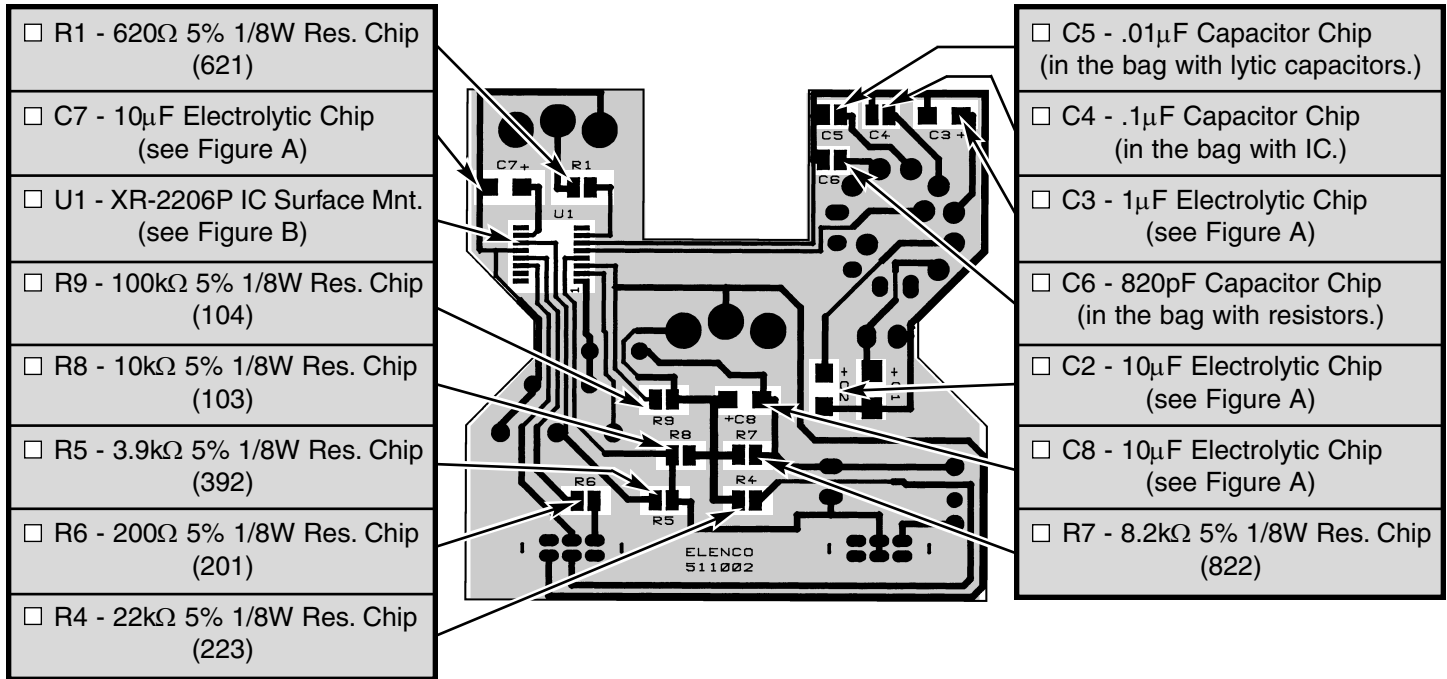 □ R1 - 620Ω 5% 1/8W Res. Chip
(621)
□ C7 - 10µF Electrolytic Chip
(see Figure A)
□ U1 - XR-2206P IC Surface Mnt.
(see Figure B)
□ R9 - 100kΩ 5% 1/8W Res. Chip
(104)
□ R8 - 10kΩ 5% 1/8W Res. Chip
(103)
□ R5 - 3.9kΩ 5% 1/8W Res. Chip
(392)
□ R6 - 200Ω 5% 1/8W Res. Chip
(201)
□ R4 - 22kΩ 5% 1/8W Res. Chip
(223)
C7+
R1
U1
1
C5
C4
C3 +
C6
+C2
+C1
R9
+C8
R8
R7
R6
R5
R4
ELENCO
511002
□ C5 - .01µF Capacitor Chip
(in the bag with lytic capacitors.)
□ C4 - .1µF Capacitor Chip
(in the bag with IC.)
□ C3 - 1µF Electrolytic Chip
(see Figure A)
□ C6 - 820pF Capacitor Chip
(in the bag with resistors.)
□ C2 - 10µF Electrolytic Chip
(see Figure A)
□ C8 - 10µF Electrolytic Chip
(see Figure A)
□ R7 - 8.2kΩ 5% 1/8W Res. Chip
(822)